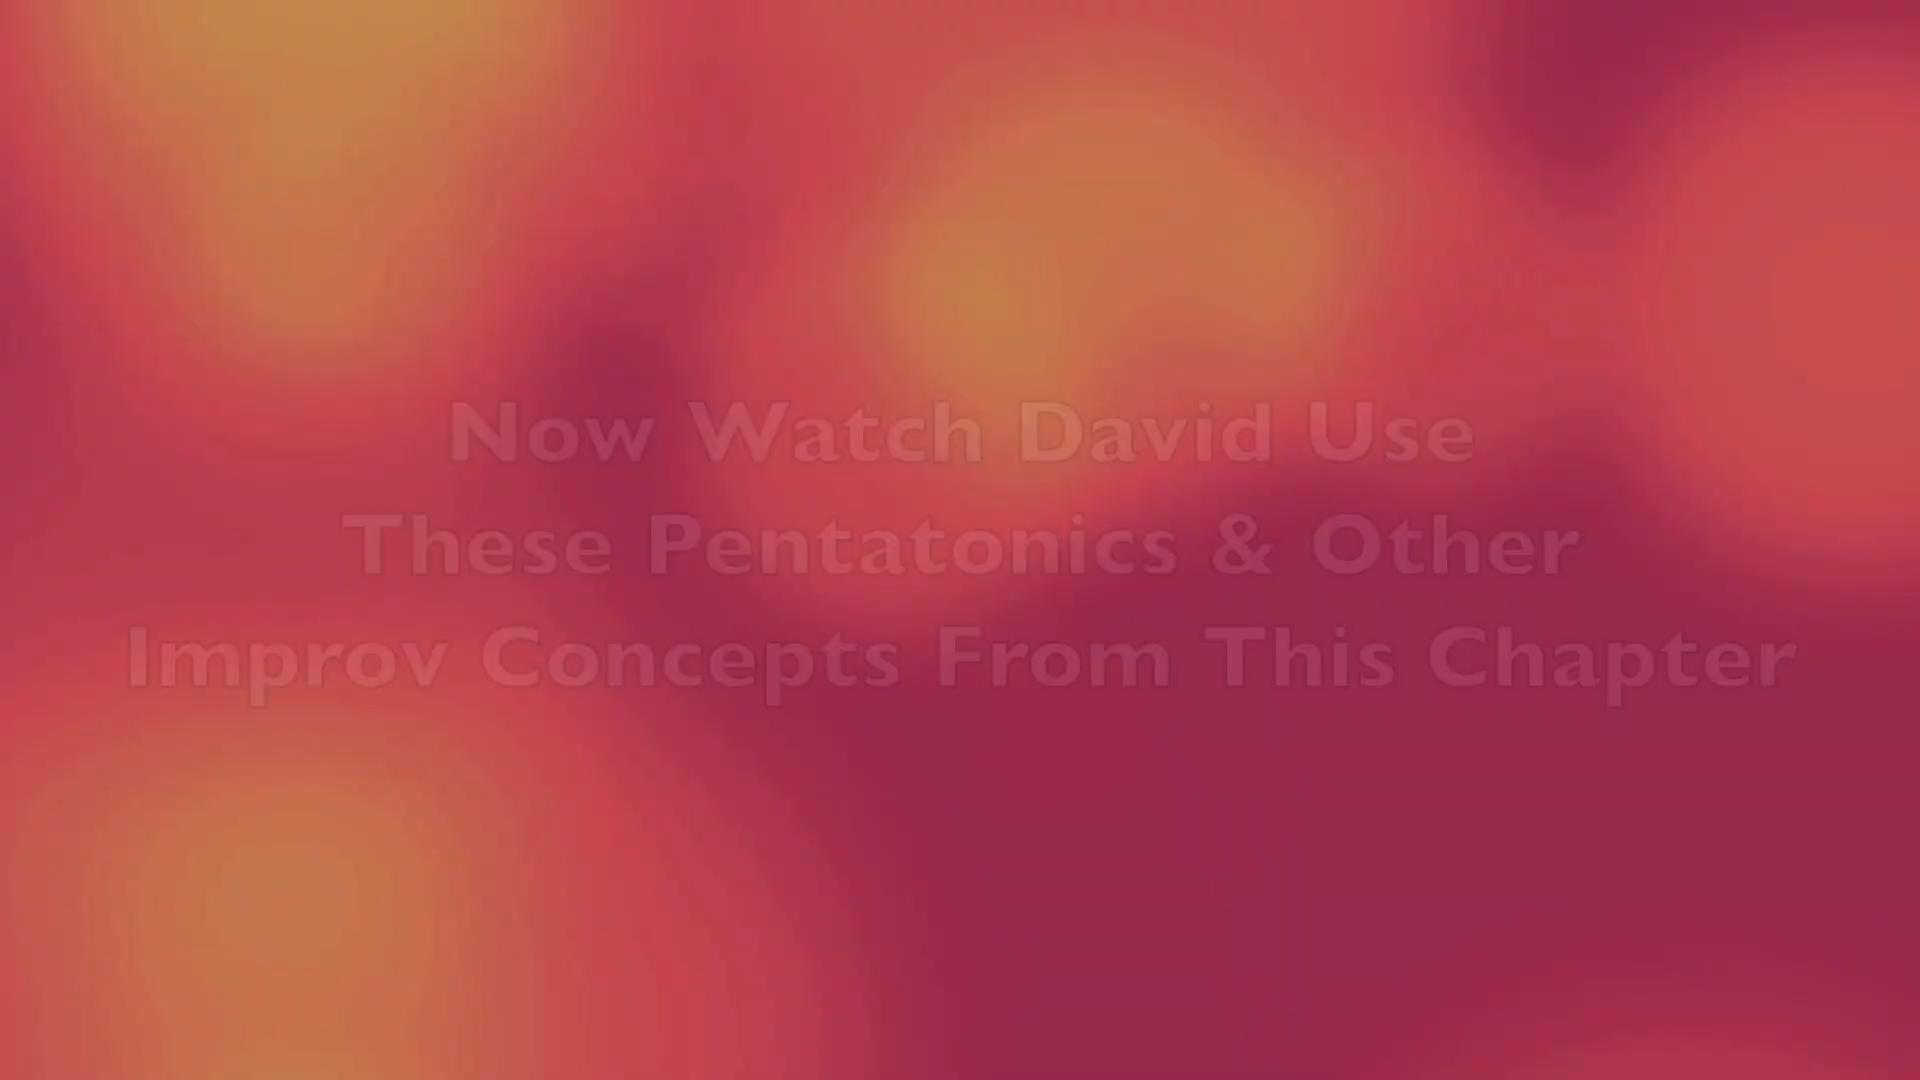 Now Watch David Use
These Pentatonics & Other
Improv Concepts From This Chapter